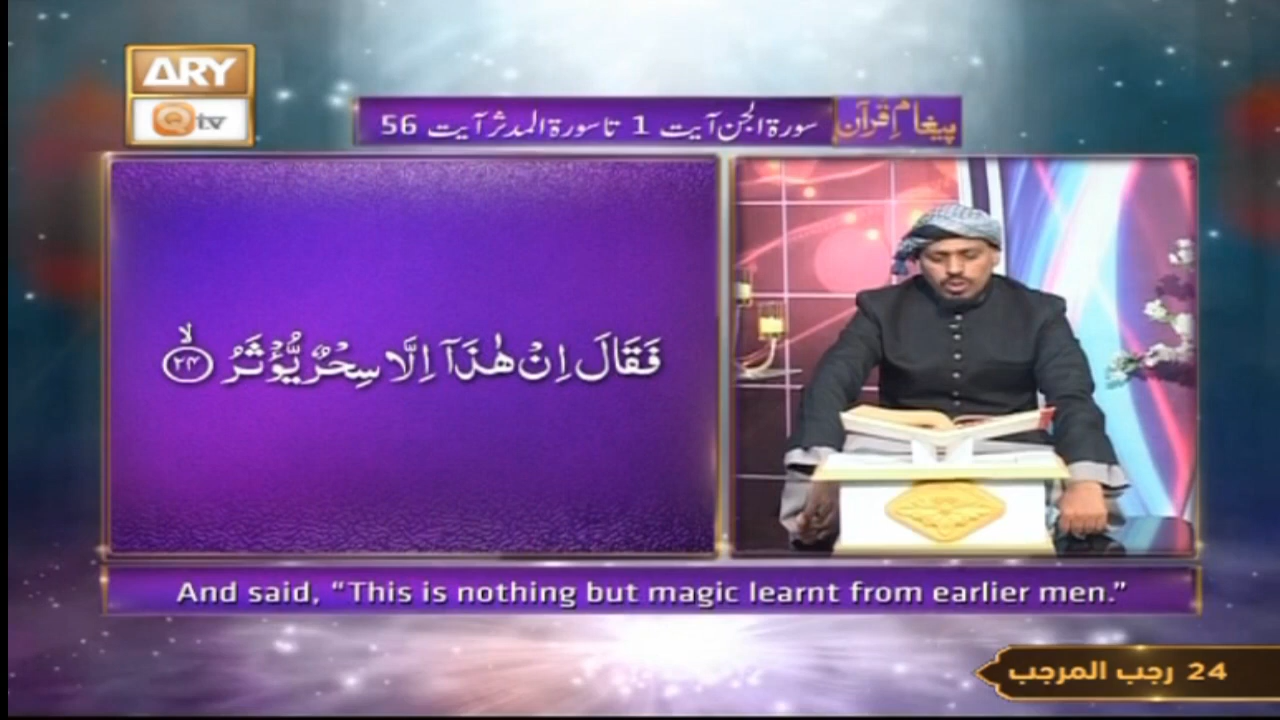 ARY
Qtv
پیغام قرآن
سورۃ الجن آیت 1 تا سورۃ المدثر آیت 56
فَقَالَ اِنْ هٰذَاۤ اِلَّا سِحْرٌ یُّؤْثَرُ ۙ﴿۲۴﴾
And said, “This is nothing but magic learnt from earlier men.”
24 رجب المرجب